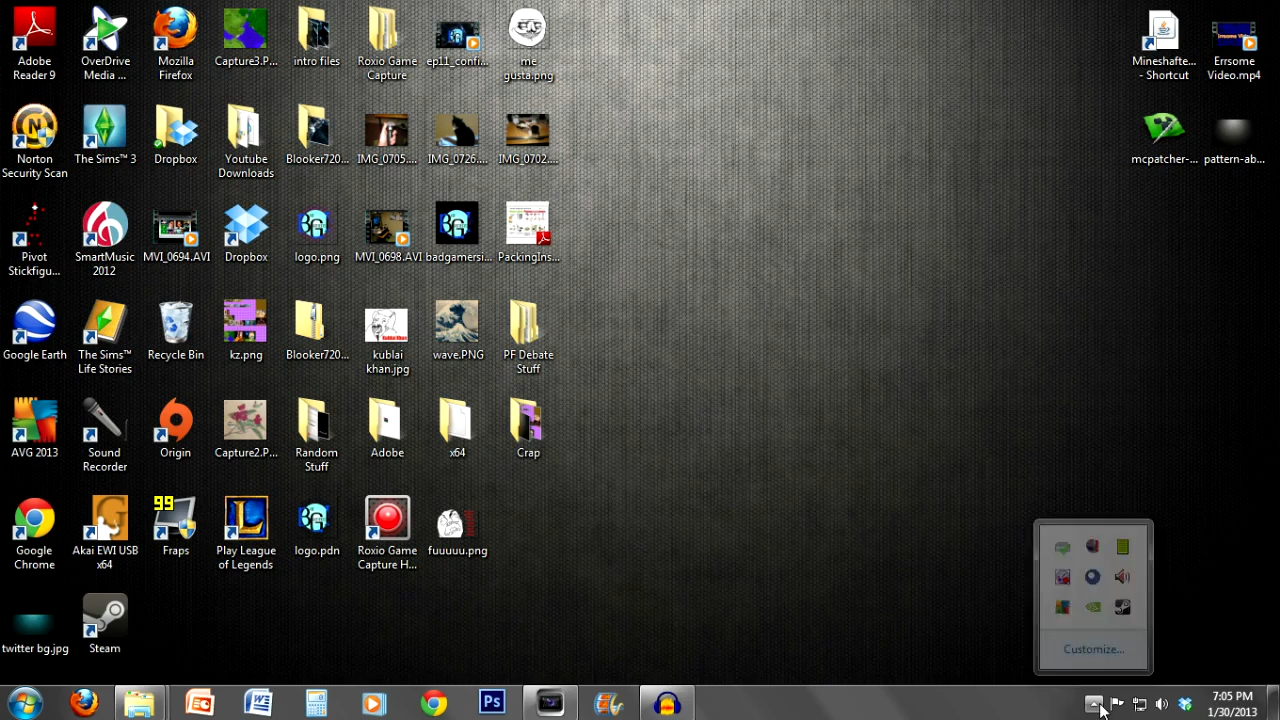 Adobe
Reader 9
OverDrive
Media ...
Mozilla
Firefox
Capture3.P...
intro files
Roxio Game
Capture
ep11_confi...
me
gusta.png
Mineshafte...
- Shortcut
Errsome
Video.mp4
Norton
Security Scan
The Sims™ 3
Dropbox
Youtube
Downloads
Blooker720...
IMG_0705....
IMG_0726....
IMG_0702....
mcpatcher-...
pattern-ab...
Pivot
Stickfigu...
SmartMusic
2012
MVI_0694.AVI
Dropbox
logo.png
MVI_0698.AVI
badgamersi...
PackingIns...
Google Earth
The Sims™
Life Stories
Recycle Bin
kz.png
Blooker720...
kublai
khan.jpg
wave.PNG
PF Debate
Stuff
AVG 2013
Sound
Recorder
Origin
Capture2.P...
Random
Stuff
Adobe
x64
Crap
99
Google
Chrome
Akai EWI USB
x64
Fraps
Play League
of Legends
logo.pdn
Roxio Game
Capture H...
fuuuuu.png
twitter bg.jpg
Steam
Customize...
Ps
7:05 PM
1/30/2013